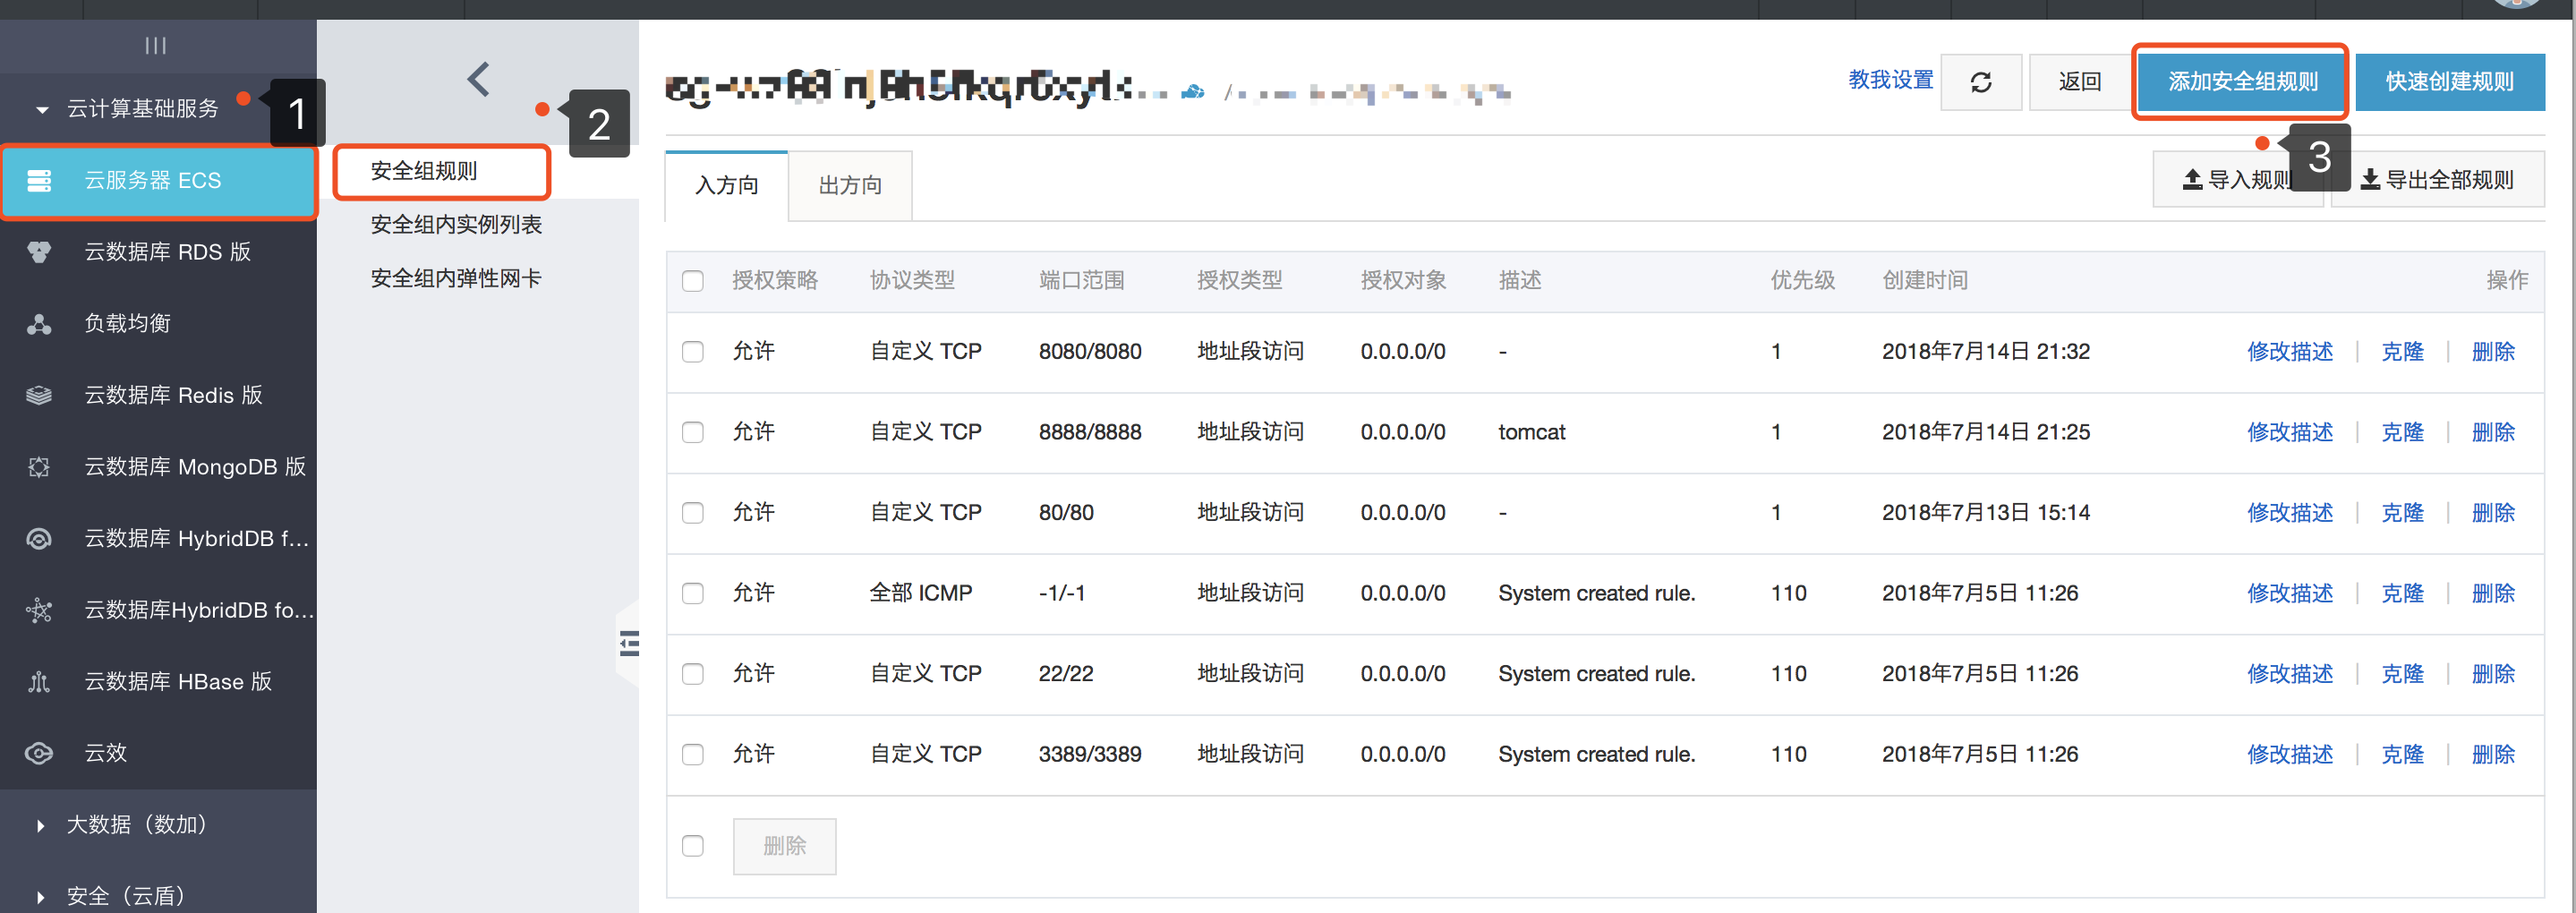 云计算基础服务
1
云服务器 ECS
云数据库 RDS 版
负载均衡
云数据库 Redis 版
云数据库 MongoDB 版
云数据库 HybridDB f...
云数据库HybridDB fo...
云数据库 HBase 版
云效
大数据（数加）
安全（云盾）
2
安全组规则
安全组内实例列表
安全组内弹性网卡
教我设置 返回 添加安全组规则 快速创建规则
3
入方向 出方向 导入规则 导出全部规则
授权策略 协议类型 端口范围 授权类型 授权对象 描述 优先级 创建时间 操作
允许 自定义 TCP 8080/8080 地址段访问 0.0.0.0/0 - 1 2018年7月14日 21:32 修改描述 | 克隆 | 删除
允许 自定义 TCP 8888/8888 地址段访问 0.0.0.0/0 tomcat 1 2018年7月14日 21:25 修改描述 | 克隆 | 删除
允许 自定义 TCP 80/80 地址段访问 0.0.0.0/0 - 1 2018年7月13日 15:14 修改描述 | 克隆 | 删除
允许 全部 ICMP -1/-1 地址段访问 0.0.0.0/0 System created rule. 110 2018年7月5日 11:26 修改描述 | 克隆 | 删除
允许 自定义 TCP 22/22 地址段访问 0.0.0.0/0 System created rule. 110 2018年7月5日 11:26 修改描述 | 克隆 | 删除
允许 自定义 TCP 3389/3389 地址段访问 0.0.0.0/0 System created rule. 110 2018年7月5日 11:26 修改描述 | 克隆 | 删除
删除